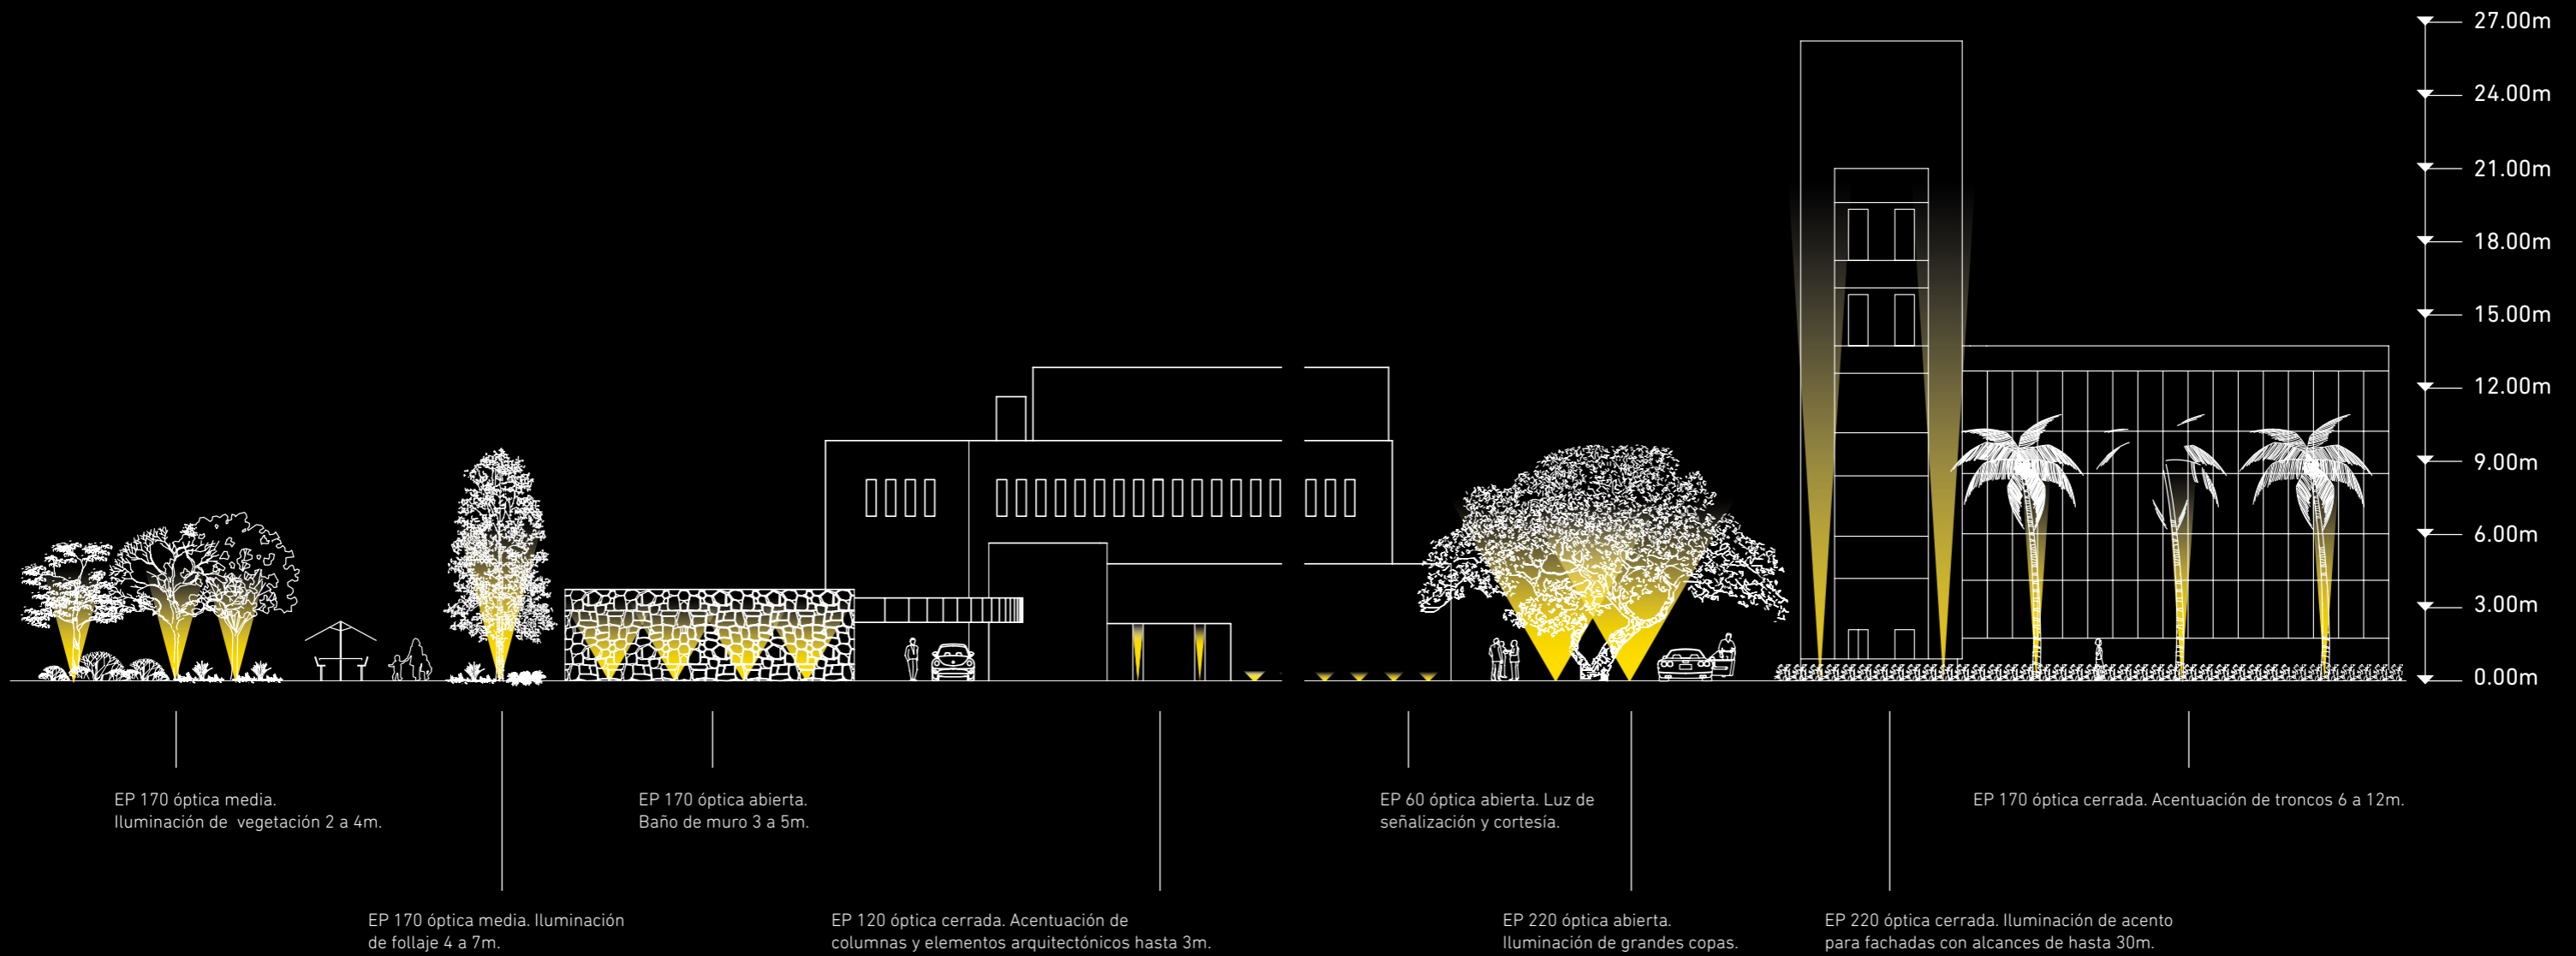 27.00m
24.00m
21.00m
18.00m
15.00m
12.00m
9.00m
6.00m
3.00m
0.00m
EP 170 óptica media.
Iluminación de vegetación 2 a 4m.
EP 170 óptica media. Iluminación
de follaje 4 a 7m.
EP 170 óptica abierta.
Baño de muro 3 a 5m.
EP 120 óptica cerrada. Acentuación de
columnas y elementos arquitectónicos hasta 3m.
EP 60 óptica abierta. Luz de
señalización y cortesía.
EP 220 óptica abierta.
Iluminación de grandes copas.
EP 220 óptica cerrada. Iluminación de acento
para fachadas con alcances de hasta 30m.
EP 170 óptica cerrada. Acentuación de troncos 6 a 12m.